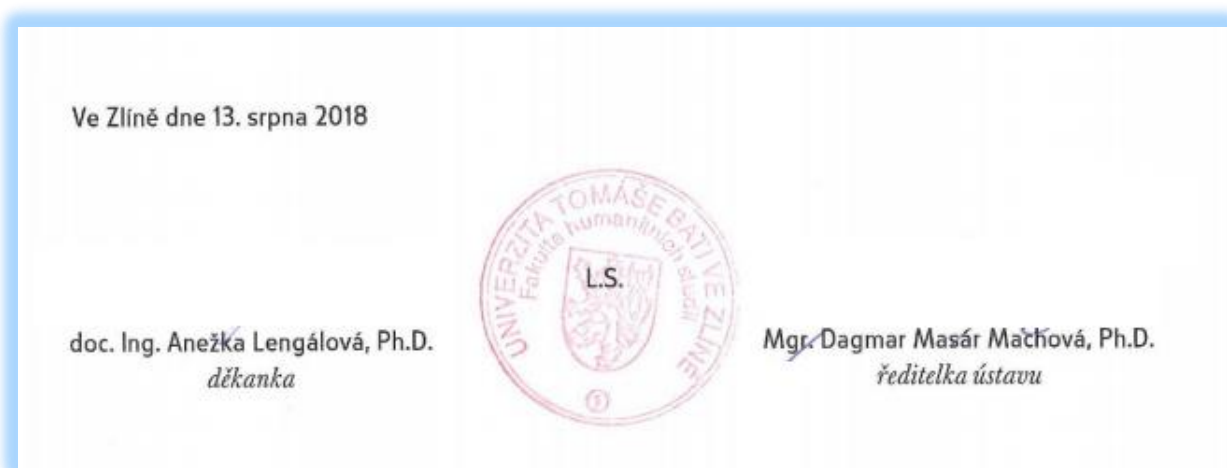 Ve Zlíně dne 13. srpna 2018
UNIVERZITA TOMÁŠE BATI VE ZLÍNĚ
Fakulta humanitních studií
L.S.
1
doc. Ing. Anežka Lengálová, Ph.D.
děkanka
Mgr. Dagmar Masár Machová, Ph.D.
ředitelka ústavu